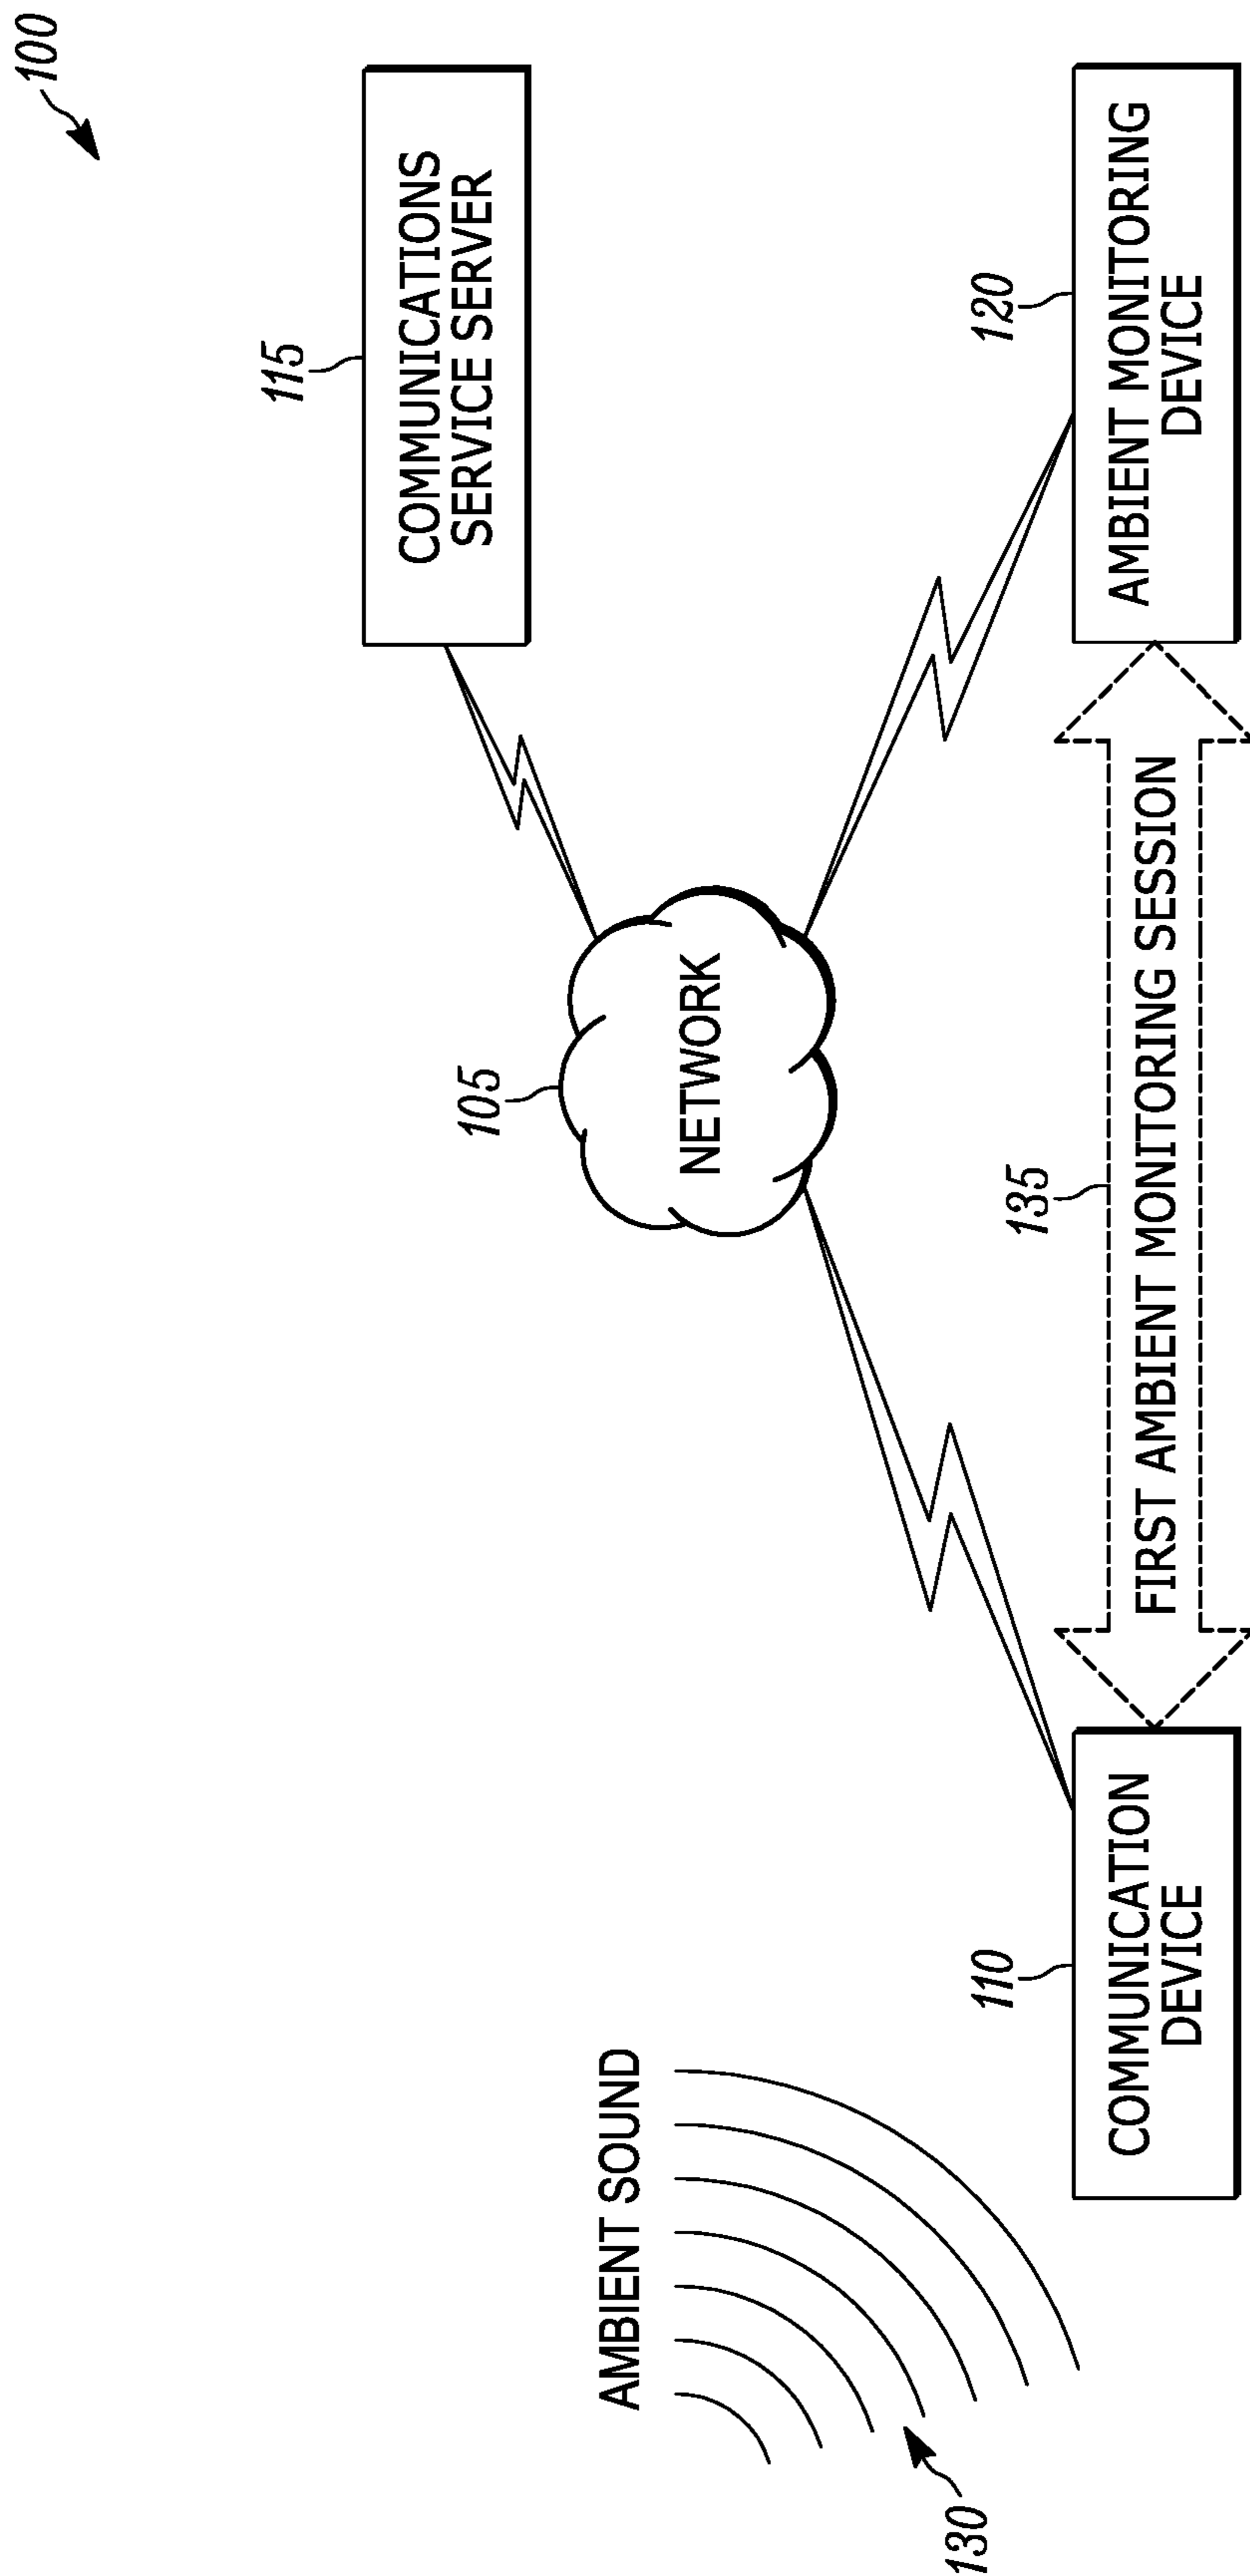 100
115
COMMUNICATIONS
SERVICE SERVER
105
NETWORK
AMBIENT SOUND
130
110
COMMUNICATION
DEVICE
135
FIRST AMBIENT MONITORING SESSION
120
AMBIENT MONITORING
DEVICE